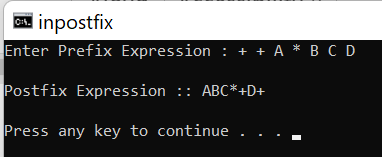 inpostfix
Enter Prefix Expression : + + A * B C D
Postfix Expression :: ABC*+D+
Press any key to continue . . .